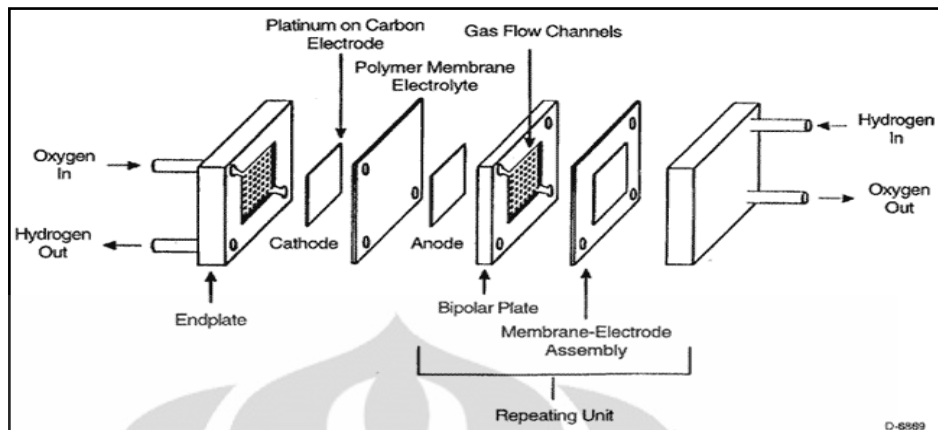 Platinum on Carbon
Electrode
Gas Flow Channels
Polymer Membrane
Electrolyte
Oxygen
In
Hydrogen
In
Hydrogen
Out
Oxygen
Out
Cathode
Anode
Endplate
Bipolar Plate
Membrane-Electrode
Assembly
Repeating Unit
D-6869